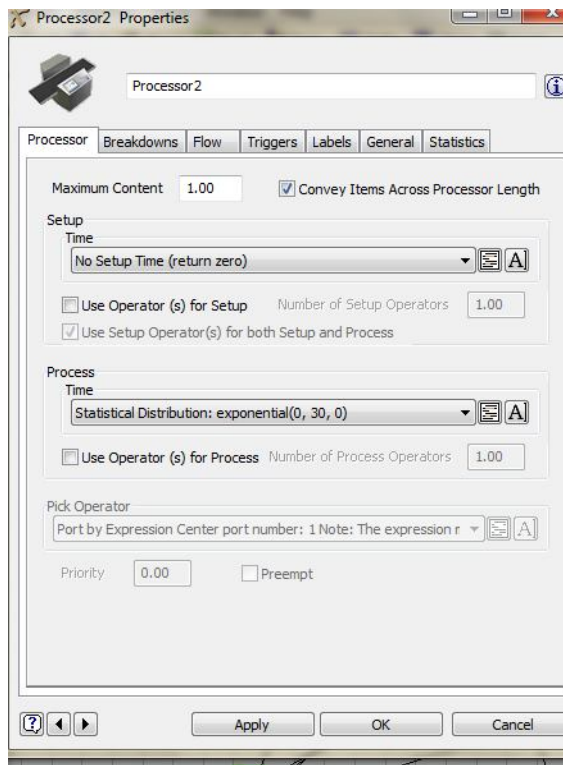 Processor2 Properties
Processor2
Processor Breakdowns Flow Triggers Labels General Statistics
Maximum Content 1.00 Convey Items Across Processor Length
Setup
Time
No Setup Time (return zero) A
Use Operator (s) for Setup Number of Setup Operators 1.00
Use Setup Operator(s) for both Setup and Process
Process
Time
Statistical Distribution: exponential(0, 30, 0) A
Use Operator (s) for Process Number of Process Operators 1.00
Pick Operator
Port by Expression Center port number: 1 Note: The expression r A
Priority 0.00 Preempt
? Apply OK Cancel